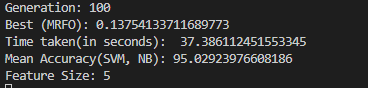 Generation: 100
Best (MRFO): 0.13754133711689773
Time taken(in seconds):  37.386112451553345
Mean Accuracy(SVM, NB): 95.02923976608186
Feature Size: 5